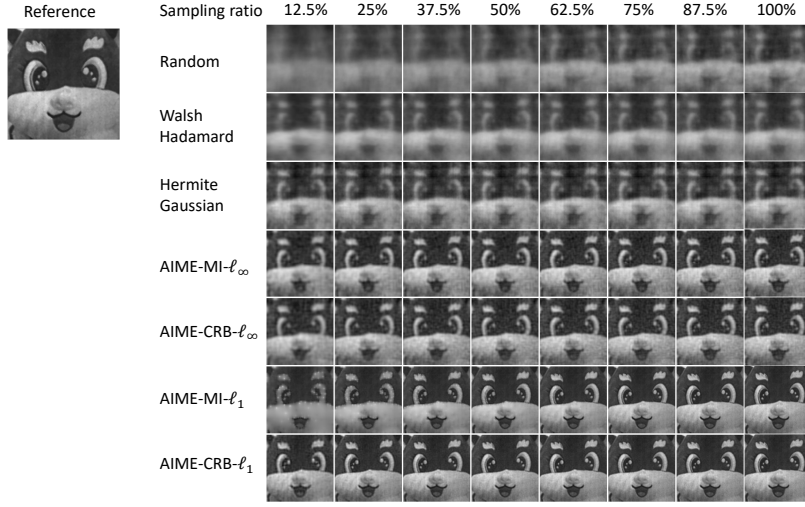 Reference
Sampling ratio 12.5% 25% 37.5% 50% 62.5% 75% 87.5% 100%
Random
Walsh
Hadamard
Hermite
Gaussian
AIME-MI-ℓ∞
AIME-CRB-ℓ∞
AIME-MI-ℓ₁
AIME-CRB-ℓ₁